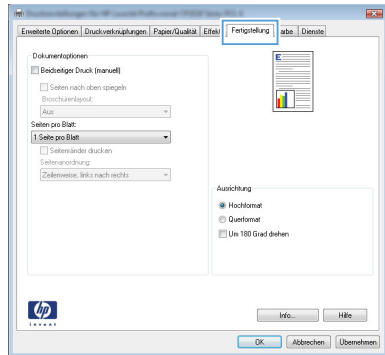 Erweiterte Optionen
Druckverknüpfungen
Papier/Qualität
Effekt
Fertigstellung
arbe
Dienste
Dokumentoptionen
Beidseitiger Druck (manuell)
Seiten nach oben spiegeln
Broschürenlayout:
Aus
Seiten pro Blatt:
1 Seite pro Blatt
Seitenränder drucken
Seitenanordnung:
Zeilenweise, links nach rechts
E
Ausrichtung
Hochformat
Querformat
Um 180 Grad drehen
hp
invent
Info...
Hilfe
OK
Abbrechen
Übernehmen